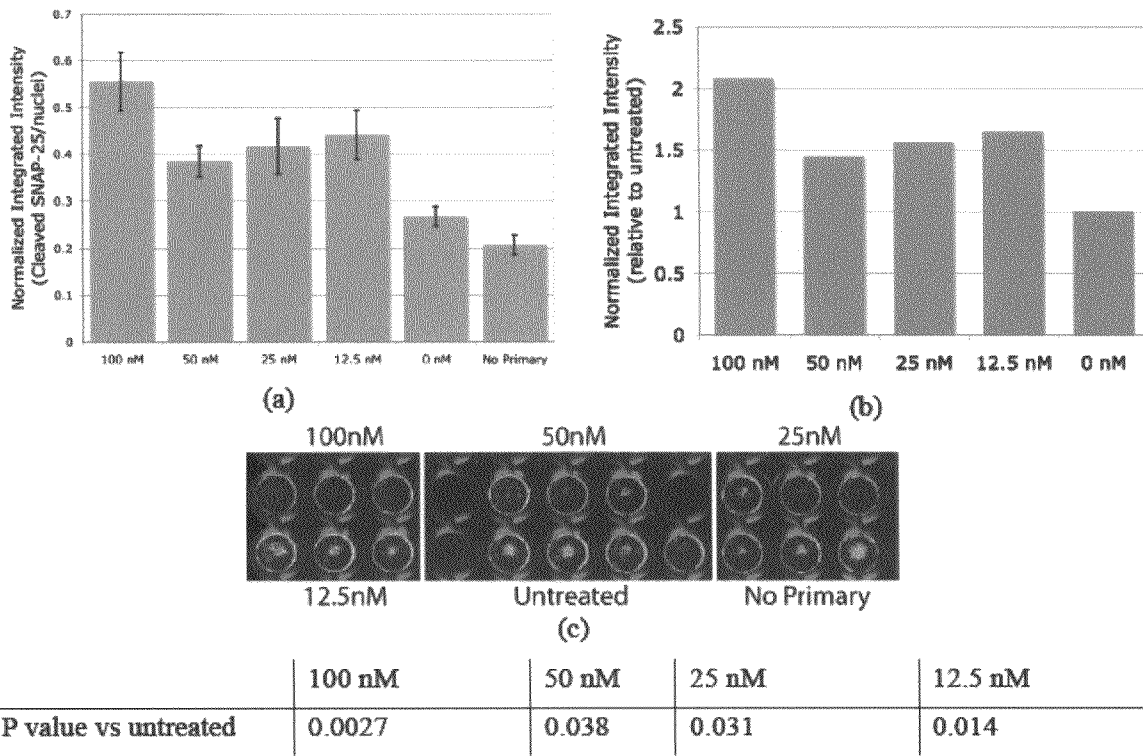 Normalized Integrated Intensity
(Cleaved SNAP-25/nuclei)
0.7
0.6
0.5
0.4
0.3
0.2
0.1
0
100 nM 50 nM 25 nM 12.5 nM 0 nM No Primary
(a)
Normalized Integrated Intensity
(relative to untreated)
2.5
2
1.5
1
0.5
0
100 nM 50 nM 25 nM 12.5 nM 0 nM
(b)
100nM 50nM 25nM
12.5nM Untreated No Primary
(c)
100 nM 50 nM 25 nM 12.5 nM
P value vs untreated 0.0027 0.038 0.031 0.014